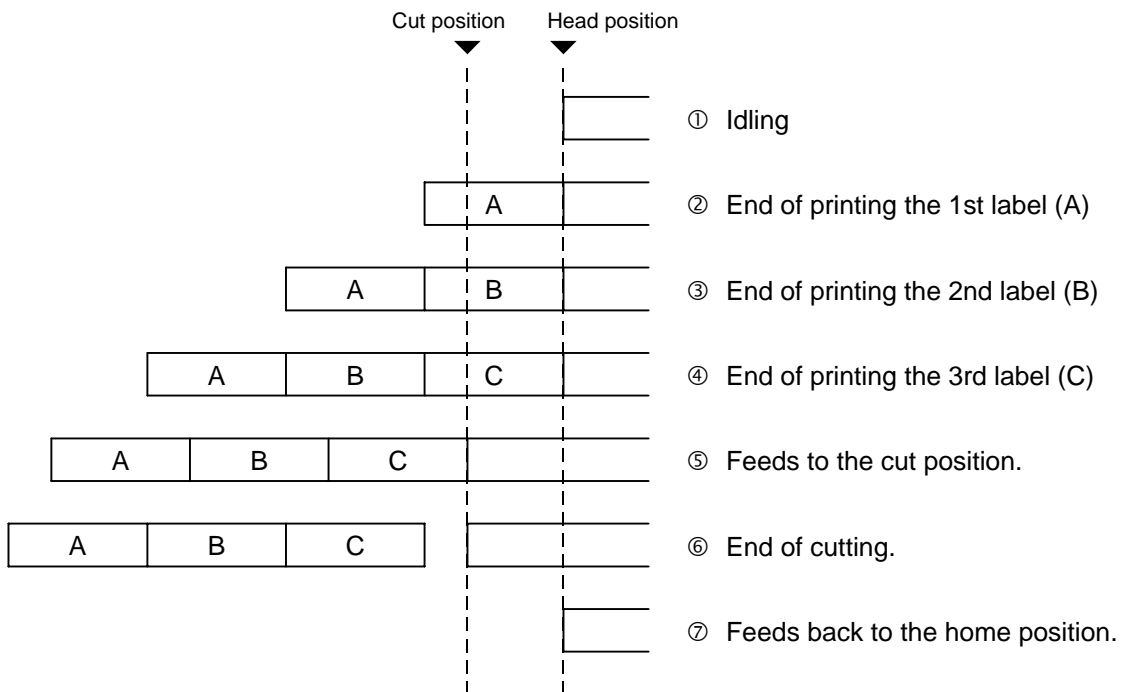 Cut position Head position
① Idling
A ② End of printing the 1st label (A)
A B ③ End of printing the 2nd label (B)
A B C ④ End of printing the 3rd label (C)
A B C ⑤ Feeds to the cut position.
A B C ⑥ End of cutting.
⑦ Feeds back to the home position.